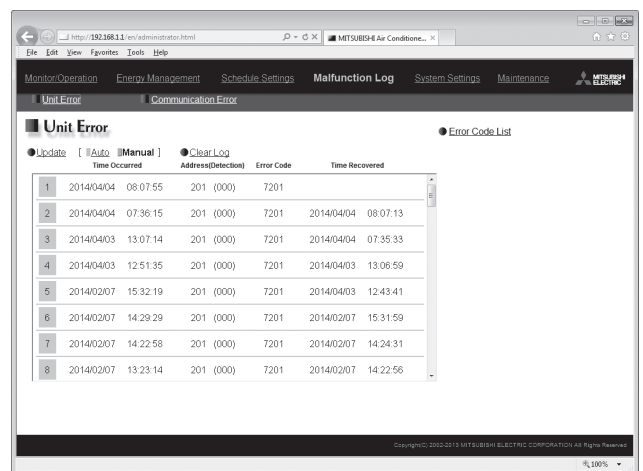 http://192.168.1.1/en/administrator.html
MITSUBISHI Air Conditione...
File Edit View Favorites Tools Help
Monitor/Operation Energy Management Schedule Settings Malfunction Log System Settings Maintenance MITSUBISHI ELECTRIC
Unit Error Communication Error
Unit Error
Error Code List
Update [ Auto Manual ] Clear Log
Time Occurred Address(Detection) Error Code Time Recovered
1 2014/04/04 08:07:55 201 (000) 7201
2 2014/04/04 07:36:15 201 (000) 7201 2014/04/04 08:07:13
3 2014/04/03 13:07:14 201 (000) 7201 2014/04/04 07:35:33
4 2014/04/03 12:51:35 201 (000) 7201 2014/04/03 13:06:59
5 2014/02/07 15:32:19 201 (000) 7201 2014/04/03 12:43:41
6 2014/02/07 14:29:29 201 (000) 7201 2014/02/07 15:31:59
7 2014/02/07 14:22:58 201 (000) 7201 2014/02/07 14:24:31
8 2014/02/07 13:23:14 201 (000) 7201 2014/02/07 14:22:56
Copyright(C) 2002-2013 MITSUBISHI ELECTRIC CORPORATION All Rights Reserved
100%